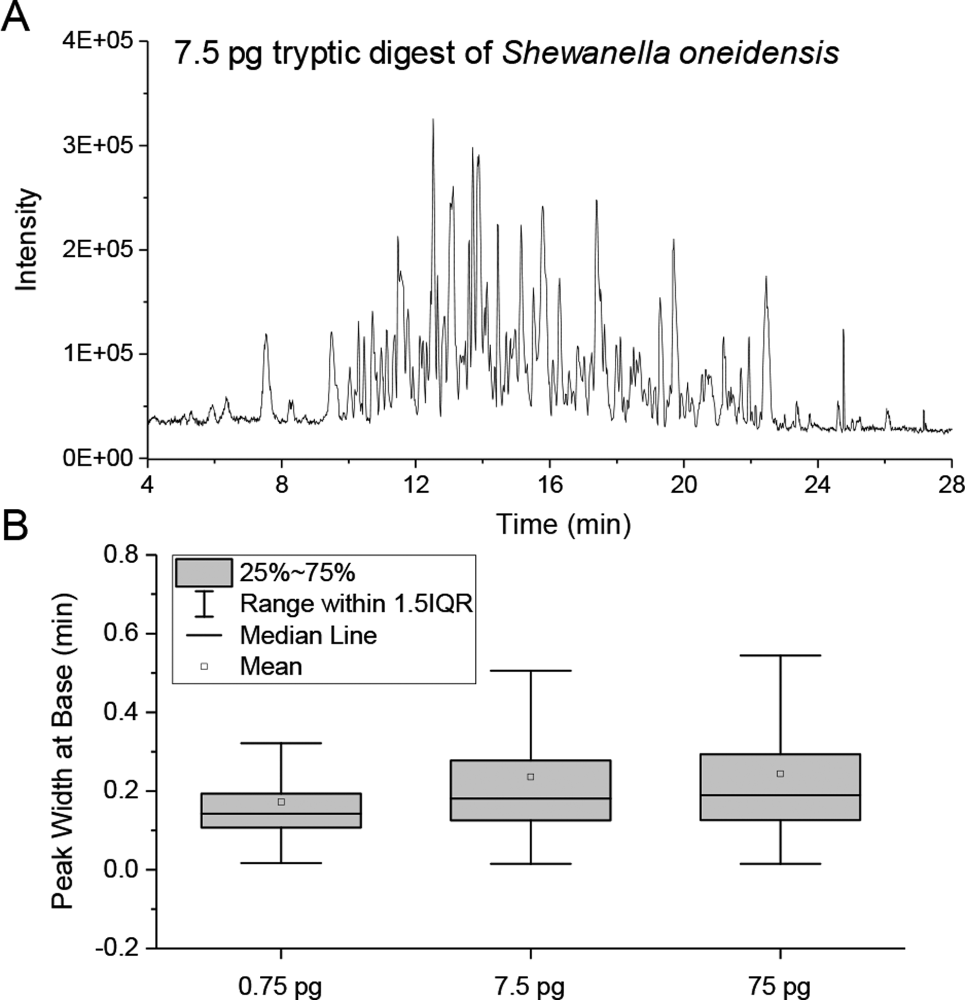 A
7.5 pg tryptic digest of Shewanella oneidensis
4E+05
3E+05
2E+05
1E+05
0E+00
Intensity
4 8 12 16 20 24 28
Time (min)
B
0.8
0.6
0.4
0.2
0.0
-0.2
Peak Width at Base (min)
25%~75%
Range within 1.5IQR
Median Line
Mean
0.75 pg 7.5 pg 75 pg